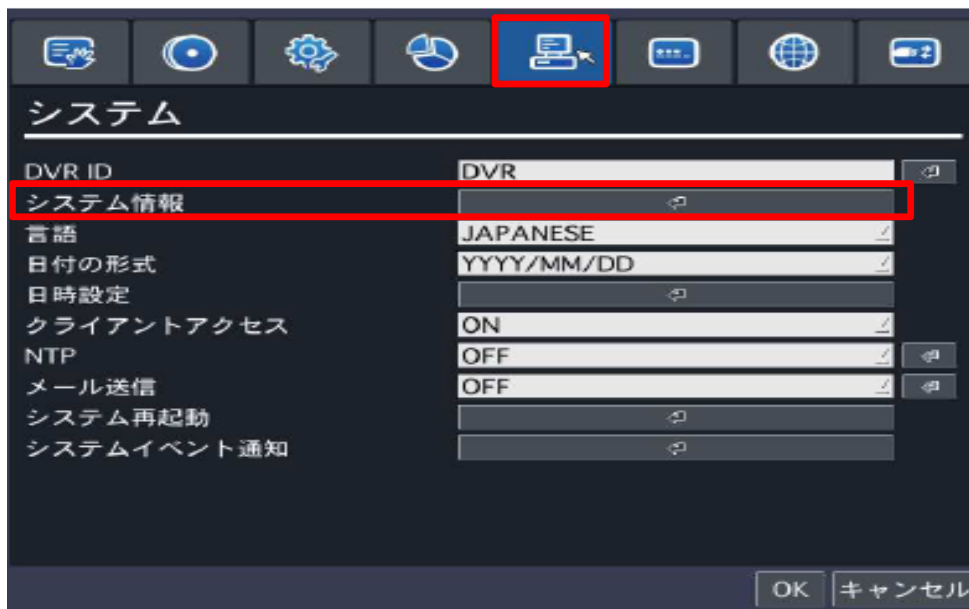 システム
DVR ID DVR
システム情報
言語 JAPANESE
日付の形式 YYYY/MM/DD
日時設定
クライアントアクセス ON
NTP OFF
メール送信 OFF
システム再起動
システムイベント通知
OK キャンセル